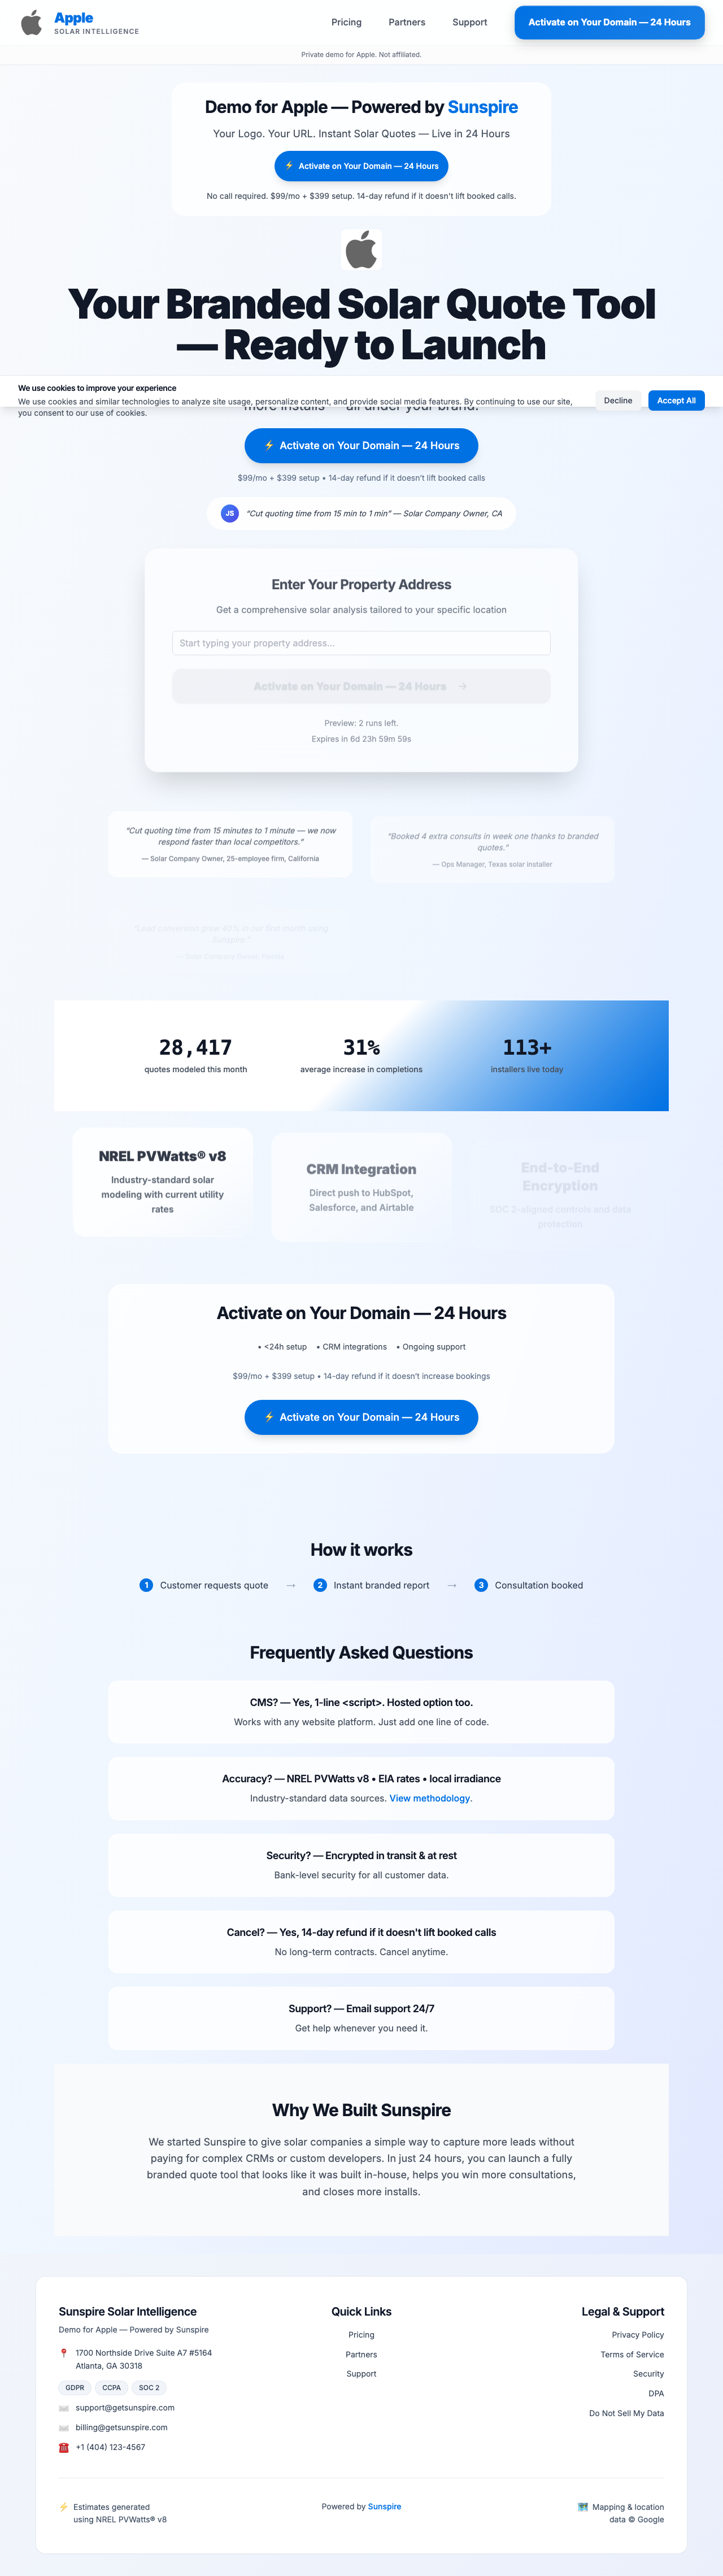 Apple
SOLAR INTELLIGENCE
Pricing
Partners
Support
Activate on Your Domain — 24 Hours
Private demo for Apple. Not affiliated.
Demo for Apple — Powered by Sunspire
Your Logo. Your URL. Instant Solar Quotes — Live in 24 Hours
⚡ Activate on Your Domain — 24 Hours
No call required. $99/mo + $399 setup. 14-day refund if it doesn't lift booked calls.
Your Branded Solar Quote Tool
— Ready to Launch
We use cookies to improve your experience
We use cookies and similar technologies to analyze site usage, personalize content, and provide social media features. By continuing to use our site,
you consent to our use of cookies.
Decline
Accept All
more installs — all under your brand.
⚡ Activate on Your Domain — 24 Hours
$99/mo + $399 setup • 14-day refund if it doesn't lift booked calls
JS
"Cut quoting time from 15 min to 1 min" — Solar Company Owner, CA
Enter Your Property Address
Get a comprehensive solar analysis tailored to your specific location
Start typing your property address...
Activate on Your Domain — 24 Hours →
Preview: 2 runs left.
Expires in 6d 23h 59m 59s
"Cut quoting time from 15 minutes to 1 minute — we now
respond faster than local competitors."
— Solar Company Owner, 25-employee firm, California
"Booked 4 extra consults in week one thanks to branded
quotes."
— Ops Manager, Texas solar installer
"Lead conversion grew 40% in our first month using
Sunspire."
— Solar Company Owner, Florida
28,417
quotes modeled this month
31%
average increase in completions
113+
installers live today
NREL PVWatts® v8
Industry-standard solar
modeling with current utility
rates
CRM Integration
Direct push to HubSpot,
Salesforce, and Airtable
End-to-End
Encryption
SOC 2-aligned controls and data
protection
Activate on Your Domain — 24 Hours
• <24h setup • CRM integrations • Ongoing support
$99/mo + $399 setup • 14-day refund if it doesn't increase bookings
⚡ Activate on Your Domain — 24 Hours
How it works
1 Customer requests quote → 2 Instant branded report → 3 Consultation booked
Frequently Asked Questions
CMS? — Yes, 1-line <script>. Hosted option too.
Works with any website platform. Just add one line of code.
Accuracy? — NREL PVWatts v8 • EIA rates • local irradiance
Industry-standard data sources. View methodology.
Security? — Encrypted in transit & at rest
Bank-level security for all customer data.
Cancel? — Yes, 14-day refund if it doesn't lift booked calls
No long-term contracts. Cancel anytime.
Support? — Email support 24/7
Get help whenever you need it.
Why We Built Sunspire
We started Sunspire to give solar companies a simple way to capture more leads without
paying for complex CRMs or custom developers. In just 24 hours, you can launch a fully
branded quote tool that looks like it was built in-house, helps you win more consultations,
and closes more installs.
Sunspire Solar Intelligence
Demo for Apple — Powered by Sunspire
1700 Northside Drive Suite A7 #5164
Atlanta, GA 30318
GDPR
CCPA
SOC 2
support@getsunspire.com
billing@getsunspire.com
+1 (404) 123-4567
Quick Links
Pricing
Partners
Support
Legal & Support
Privacy Policy
Terms of Service
Security
DPA
Do Not Sell My Data
⚡ Estimates generated
using NREL PVWatts® v8
Powered by Sunspire
Mapping & location
data © Google